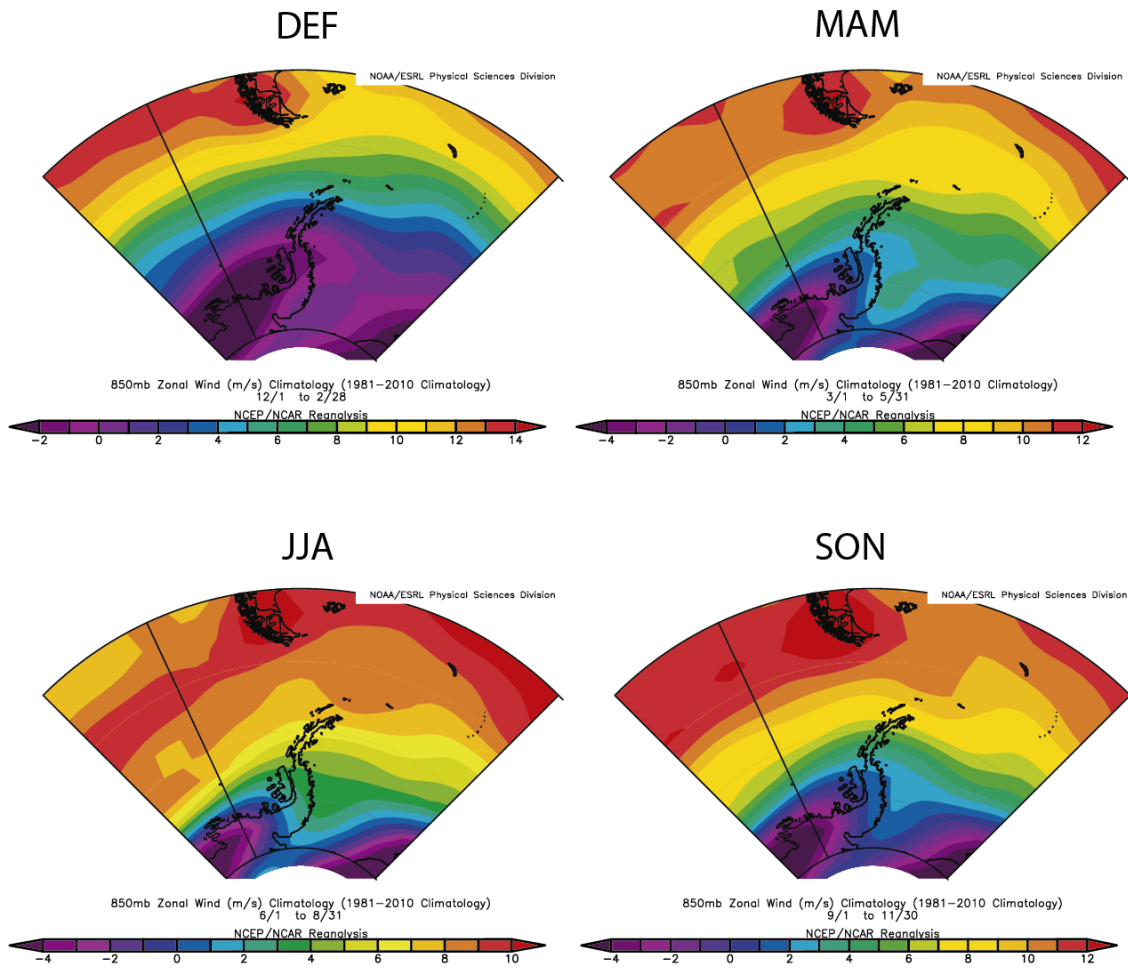 DEF
NOAA/ESRL Physical Sciences Division
850mb Zonal Wind (m/s) Climatology (1981-2010 Climatology)
12/1 to 2/28
NCEP/NCAR Reanalysis
-2 0 2 4 6 8 10 12 14
MAM
NOAA/ESRL Physical Sciences Division
850mb Zonal Wind (m/s) Climatology (1981-2010 Climatology)
3/1 to 5/31
NCEP/NCAR Reanalysis
-4 -2 0 2 4 6 8 10 12
JJA
NOAA/ESRL Physical Sciences Division
850mb Zonal Wind (m/s) Climatology (1981-2010 Climatology)
6/1 to 8/31
NCEP/NCAR Reanalysis
-4 -2 0 2 4 6 8 10
SON
NOAA/ESRL Physical Sciences Division
850mb Zonal Wind (m/s) Climatology (1981-2010 Climatology)
9/1 to 11/30
NCEP/NCAR Reanalysis
-4 -2 0 2 4 6 8 10 12